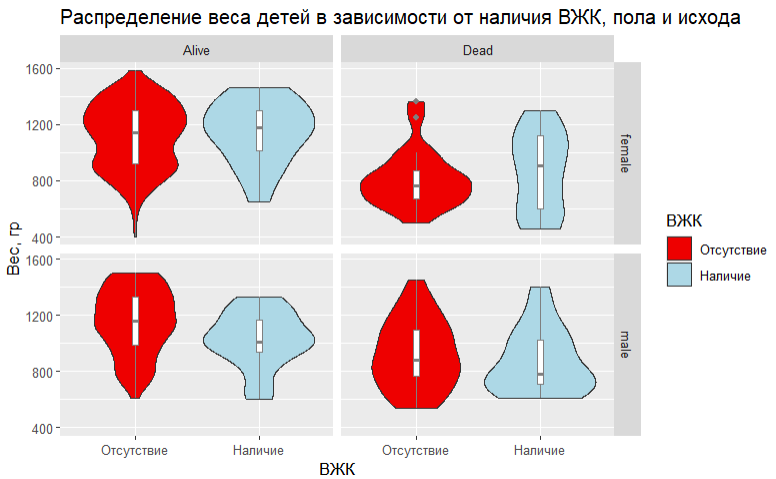 Распределение веса детей в зависимости от наличия ВЖК, пола и исхода
Alive
Dead
1600
1200
800
400
female
1600
1200
800
400
male
Вес, гр
Отсутствие
Наличие
Отсутствие
Наличие
ВЖК
ВЖК
Отсутствие
Наличие